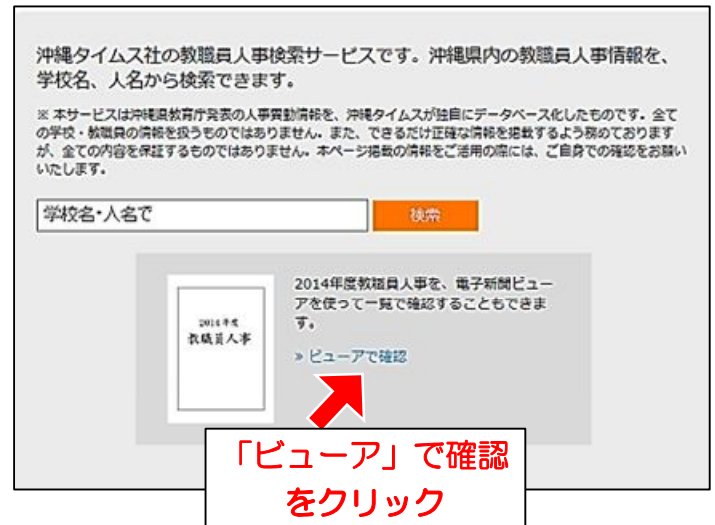 沖縄タイムス社の教職員人事検索サービスです。沖縄県内の教職員人事情報を、
学校名、人名から検索できます。
※ 本サービスは沖縄県教育庁発表の人事異動情報を、沖縄タイムスが独自にデータベース化したものです。全て
の学校・教職員の情報を扱うものではありません。また、できるだけ正確な情報を掲載するよう務めております
が、全ての内容を保証するものではありません。本ページ掲載の情報をご活用の際には、ご自身での確認をお願い
いたします。
学校名・人名で
検索
2014年度教職員人事を、電子新聞ビュー
アを使って一覧で確認することもできま
す。
2014年度
教職員人事
» ビューアで確認
「ビューア」で確認
をクリック